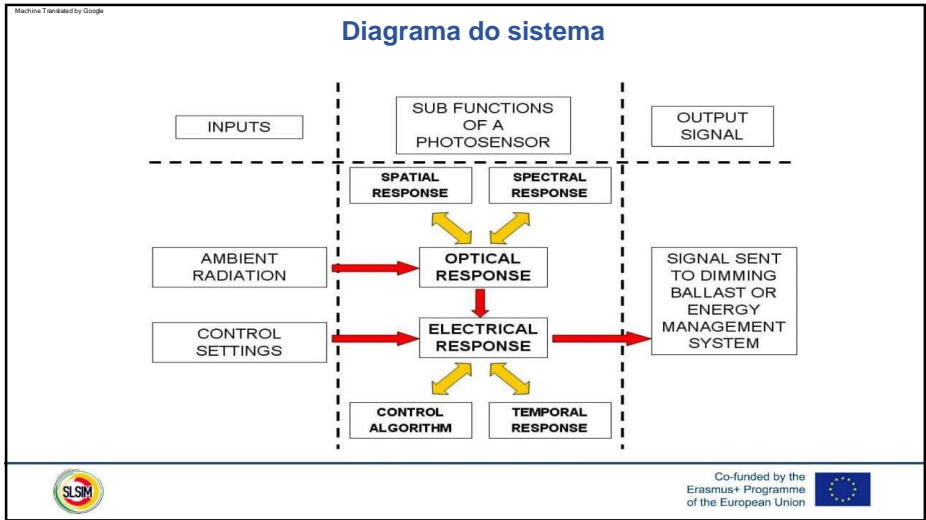 Machine Translated by Google
Diagrama do sistema
INPUTS
SUB FUNCTIONS
OF A
PHOTOSENSOR
OUTPUT
SIGNAL
SPATIAL
RESPONSE
SPECTRAL
RESPONSE
AMBIENT
RADIATION
OPTICAL
RESPONSE
SIGNAL SENT
TO DIMMING
BALLAST OR
ENERGY
MANAGEMENT
SYSTEM
CONTROL
SETTINGS
ELECTRICAL
RESPONSE
CONTROL
ALGORITHM
TEMPORAL
RESPONSE
SLSIM
Co-funded by the
Erasmus+ Programme
of the European Union